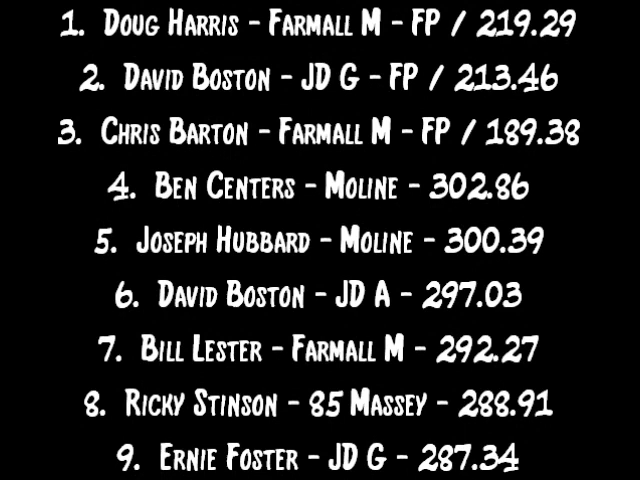 1. Doug Harris - Farmall M - FP / 219.29
2. David Boston - JD G - FP / 213.46
3. Chris Barton - Farmall M - FP / 189.38
4. Ben Centers - Moline - 302.86
5. Joseph Hubbard - Moline - 300.39
6. David Boston - JD A - 297.03
7. Bill Lester - Farmall M - 292.27
8. Ricky Stinson - 85 Massey - 288.91
9. Ernie Foster - JD G - 287.34